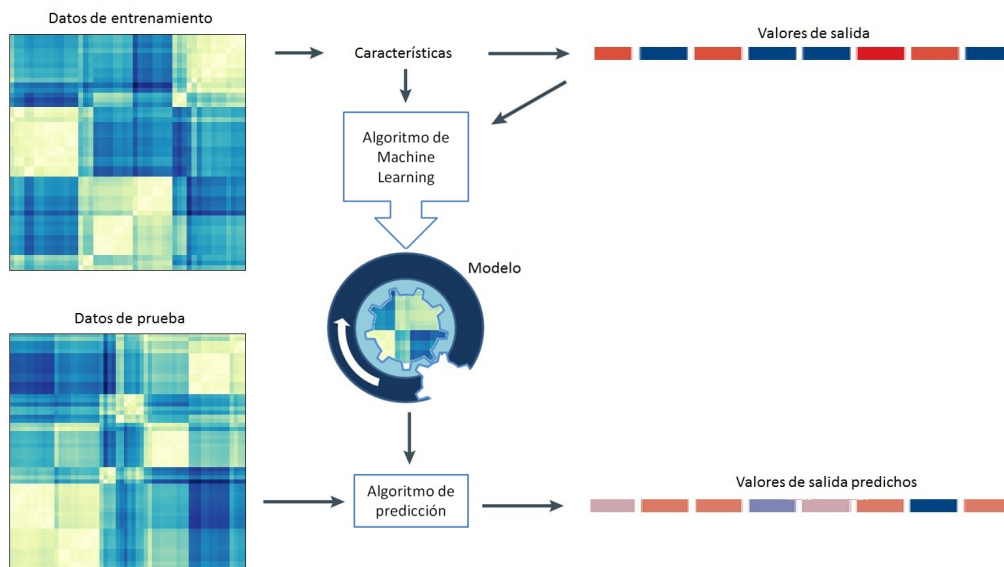 Datos de entrenamiento
Características
Valores de salida
Algoritmo de
Machine
Learning
Modelo
Datos de prueba
Algoritmo de
predicción
Valores de salida predichos